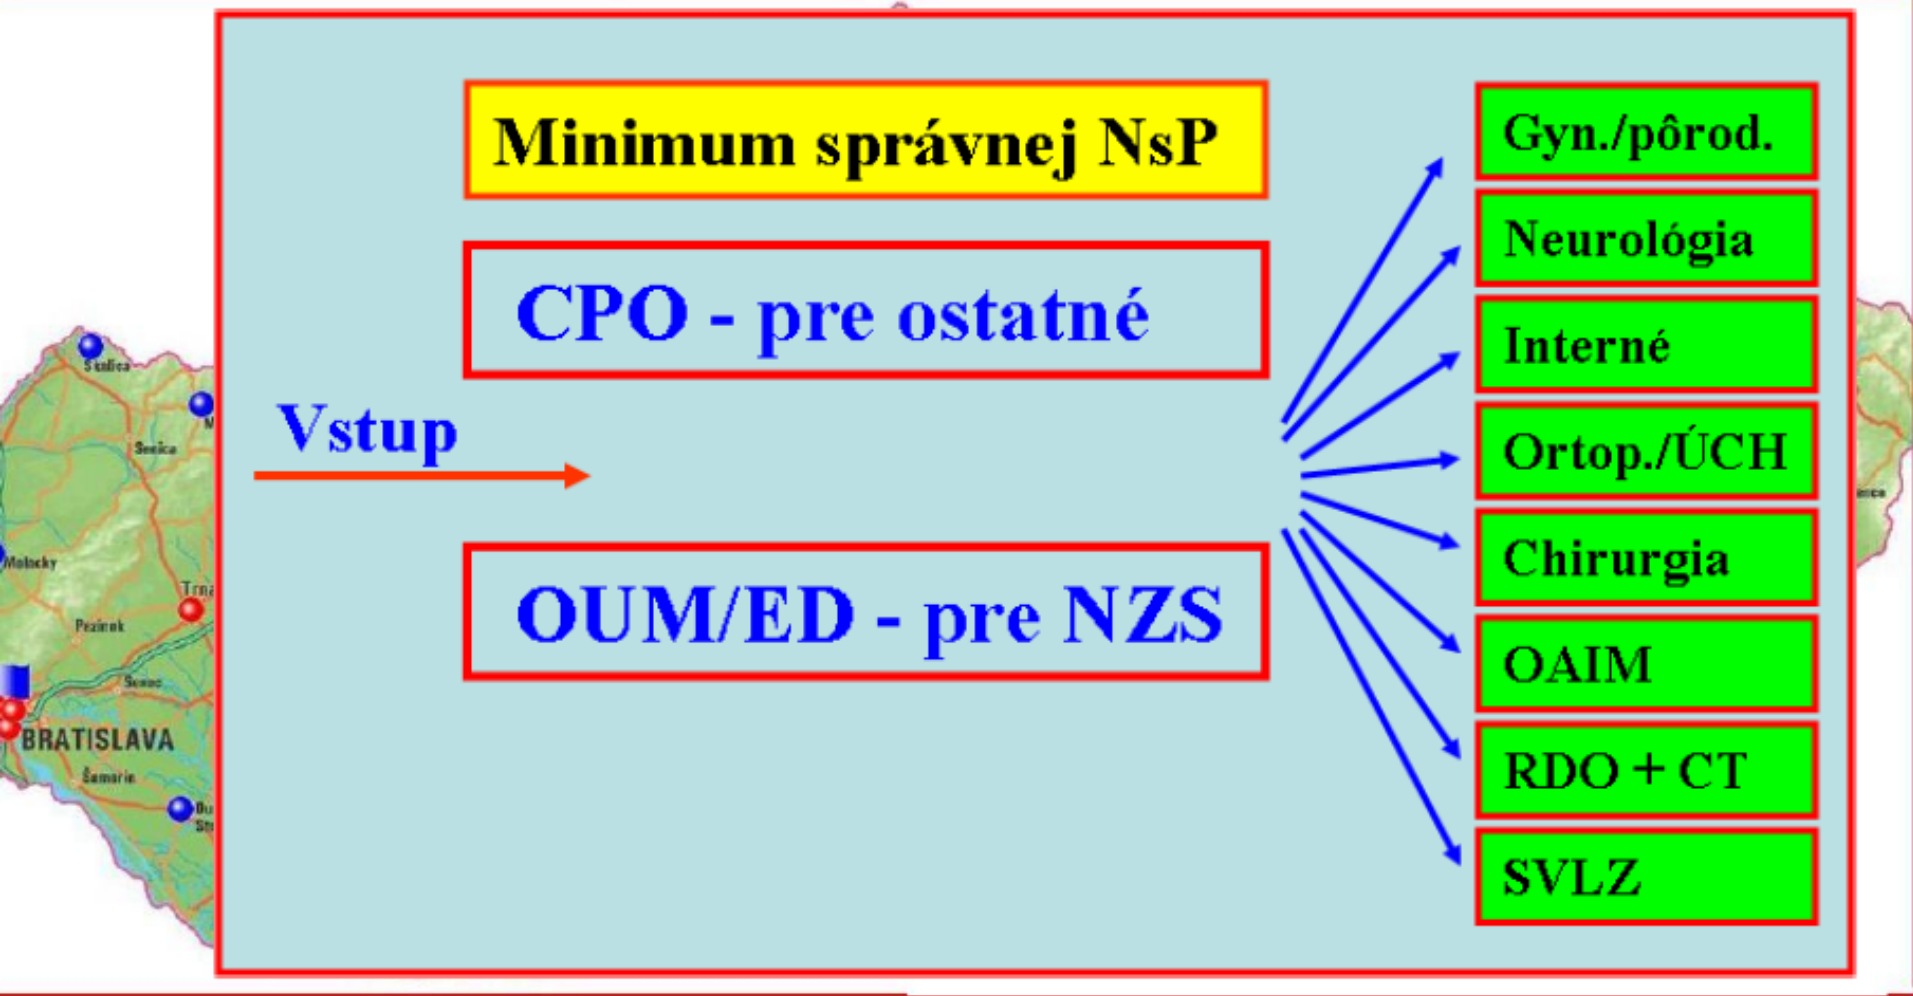 Minimum správnej NsP
CPO - pre ostatné
Vstup
OUM/ED - pre NZS
Gyn./pôrod.
Neurológia
Interné
Ortop./ÚCH
Chirurgia
OAIM
RDO + CT
SVLZ
Skalica
Senica
Malacky
Trna
Pezinok
Senec
BRATISLAVA
Šamorín